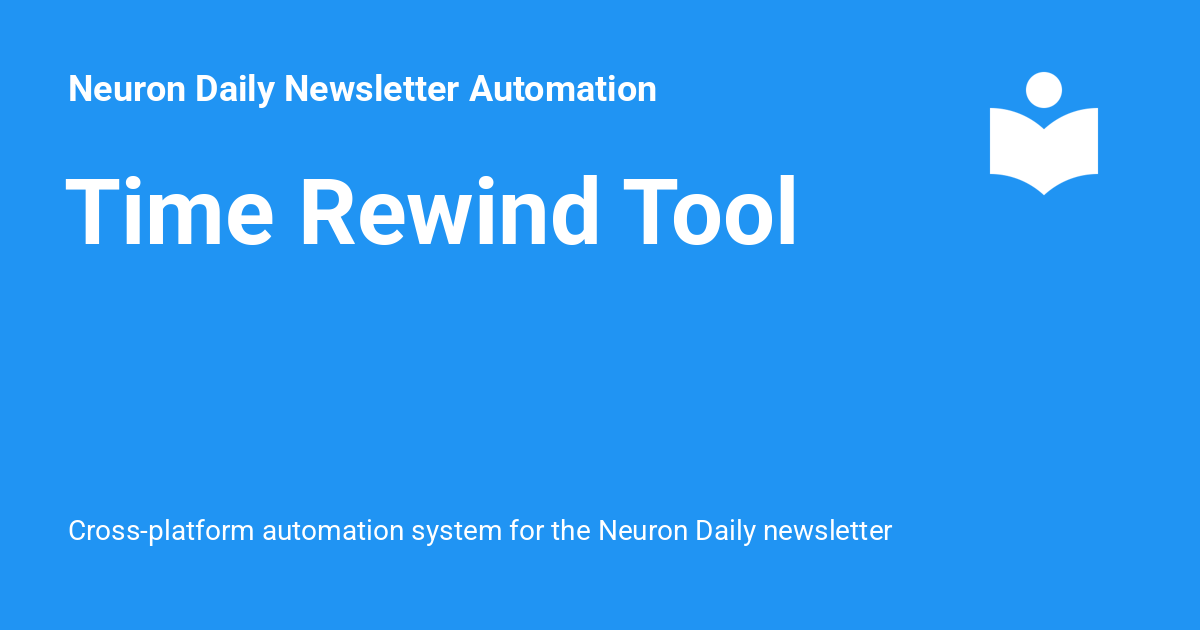 Neuron Daily Newsletter Automation
Time Rewind Tool
Cross-platform automation system for the Neuron Daily newsletter